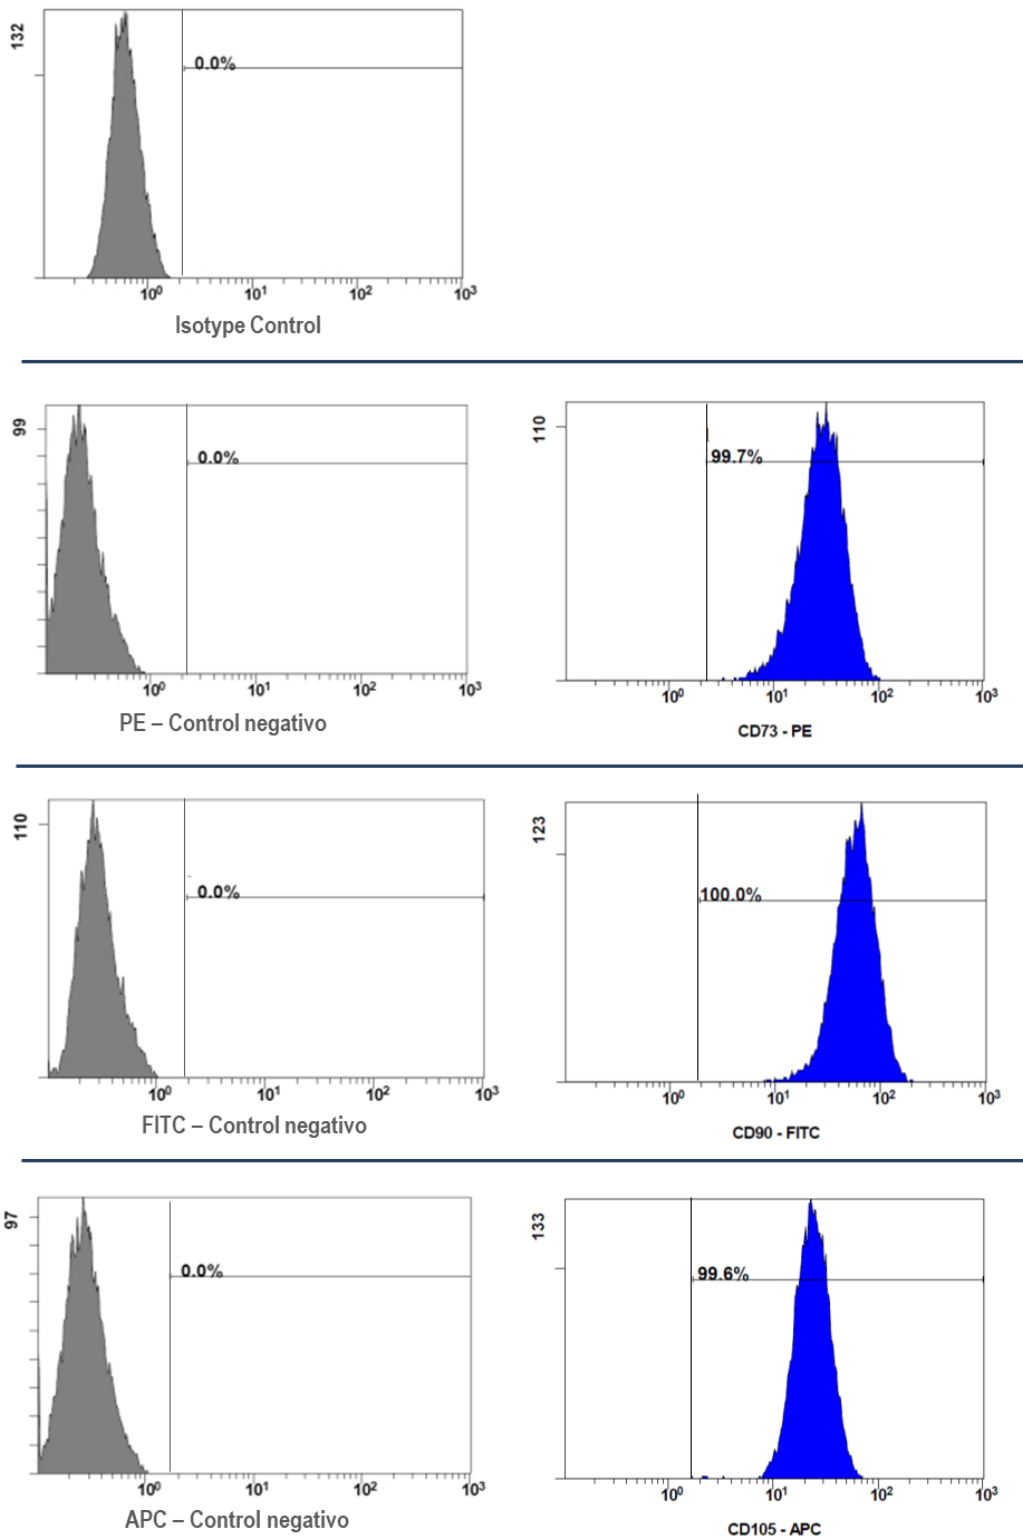 132
0.0%
10⁰ 10¹ 10² 10³
Isotype Control
99
0.0%
10⁰ 10¹ 10² 10³
PE – Control negativo
110
99.7%
10⁰ 10¹ 10² 10³
CD73 - PE
110
0.0%
10⁰ 10¹ 10² 10³
FITC – Control negativo
123
100.0%
10⁰ 10¹ 10² 10³
CD90 - FITC
97
0.0%
10⁰ 10¹ 10² 10³
APC – Control negativo
133
99.6%
10⁰ 10¹ 10² 10³
CD105 - APC